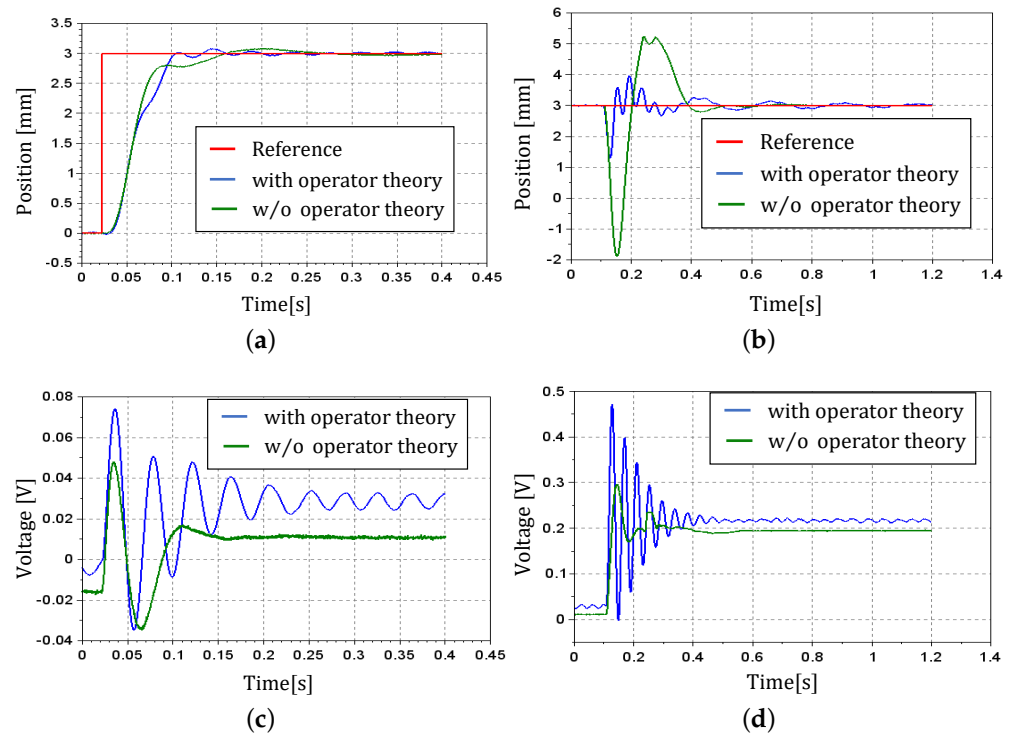 3.5
3
2.5
2
1.5
1
0.5
0
-0.5
Position [mm]
Reference
with operator theory
w/o operator theory
0 0.05 0.1 0.15 0.2 0.25 0.3 0.35 0.4 0.45
Time[s]
(a)
6
5
4
3
2
1
0
-1
-2
Position [mm]
Reference
with operator theory
w/o operator theory
0 0.2 0.4 0.6 0.8 1 1.2 1.4
Time[s]
(b)
0.08
0.06
0.04
0.02
0
-0.02
-0.04
Voltage [V]
with operator theory
w/o operator theory
0 0.05 0.1 0.15 0.2 0.25 0.3 0.35 0.4 0.45
Time[s]
(c)
0.5
0.4
0.3
0.2
0.1
0
Voltage [V]
with operator theory
w/o operator theory
0 0.2 0.4 0.6 0.8 1 1.2 1.4
Time[s]
(d)